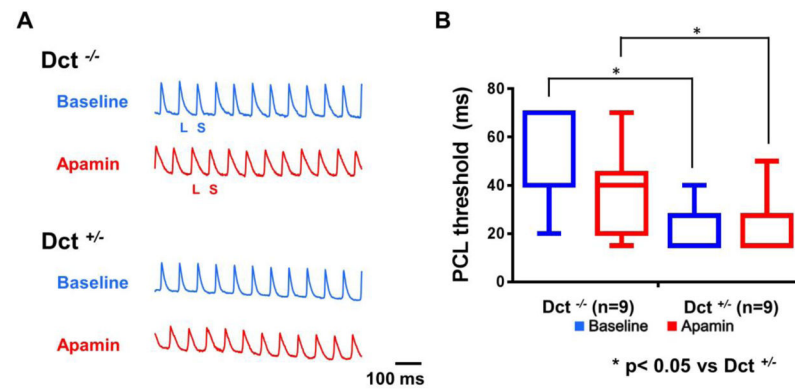 A
Dct -/-
Baseline
L S
Apamin
L S
Dct +/-
Baseline
Apamin
100 ms
B
*
*
PCL threshold (ms)
80
60
40
20
0
Dct -/- (n=9) Dct +/- (n=9)
Baseline Apamin
* p< 0.05 vs Dct +/-